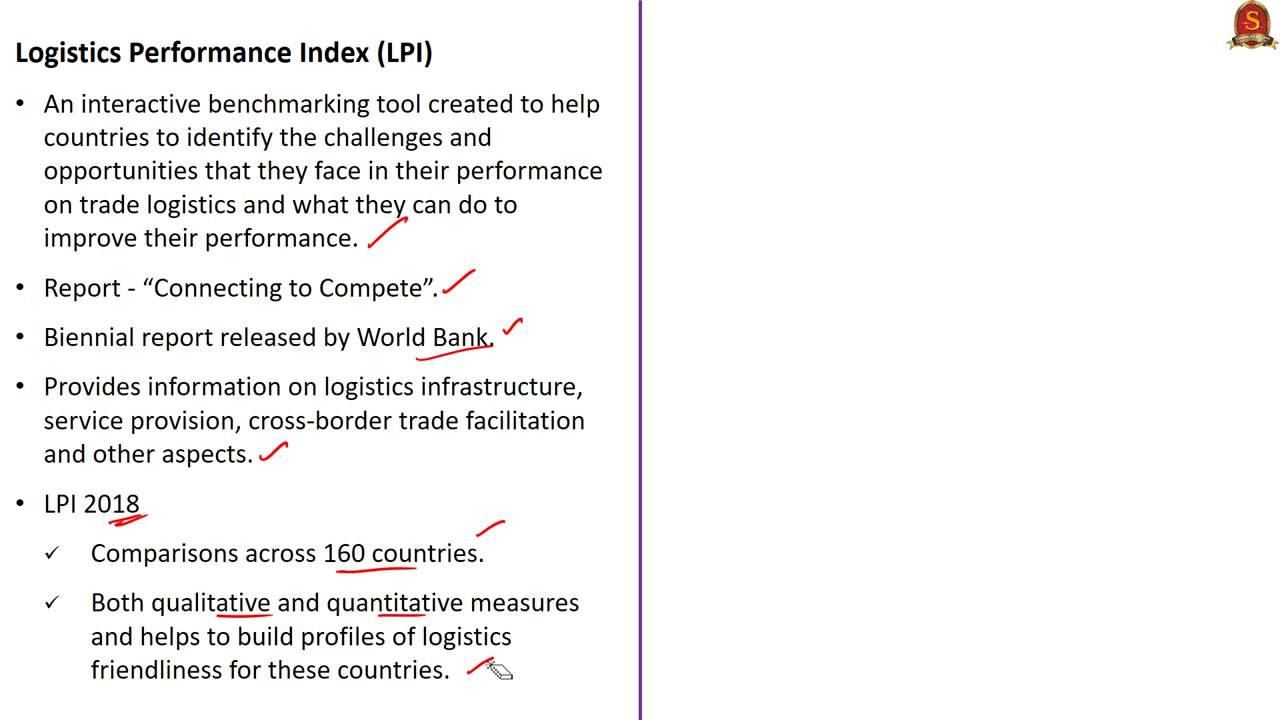 Logistics Performance Index (LPI)
• An interactive benchmarking tool created to help
countries to identify the challenges and
opportunities that they face in their performance
on trade logistics and what they can do to
improve their performance.
• Report - “Connecting to Compete”.
• Biennial report released by World Bank.
• Provides information on logistics infrastructure,
service provision, cross-border trade facilitation
and other aspects.
• LPI 2018
✓ Comparisons across 160 countries.
✓ Both qualitative and quantitative measures
and helps to build profiles of logistics
friendliness for these countries.
S